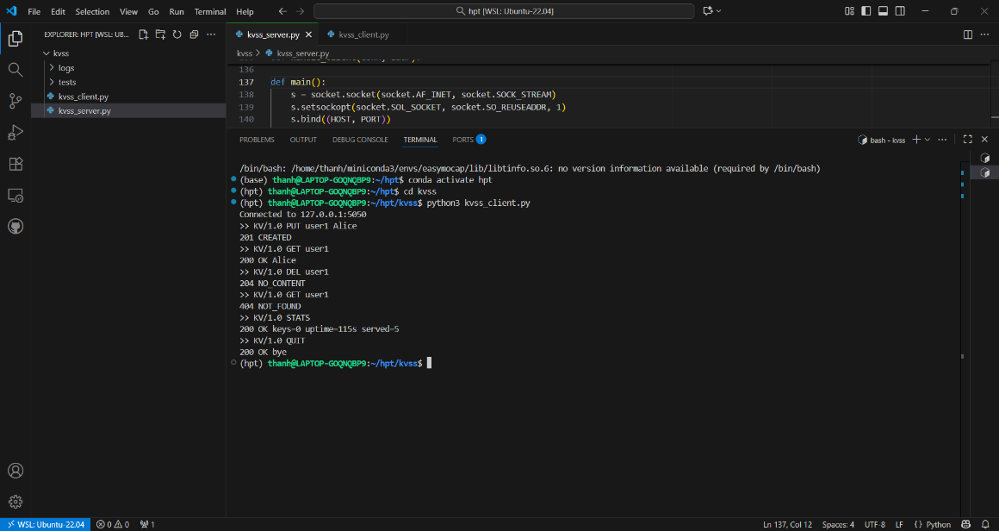 File Edit Selection View Go Run Terminal Help
hpt [WSL: Ubuntu-22.04]
EXPLORER: HPT [WSL: UB...
kvss
logs
tests
kvss_client.py
kvss_server.py
kvss_server.py kvss_client.py
kvss > kvss_server.py
136
137 def main():
138 s = socket.socket(socket.AF_INET, socket.SOCK_STREAM)
139 s.setsockopt(socket.SOL_SOCKET, socket.SO_REUSEADDR, 1)
140 s.bind((HOST, PORT))
PROBLEMS OUTPUT DEBUG CONSOLE TERMINAL PORTS 1
bash - kvss
/bin/bash: /home/thanh/miniconda3/envs/easymocap/lib/libtinfo.so.6: no version information available (required by /bin/bash)
(base) thanh@LAPTOP-GOQNQBP9:~/hpt$ conda activate hpt
(hpt) thanh@LAPTOP-GOQNQBP9:~/hpt$ cd kvss
(hpt) thanh@LAPTOP-GOQNQBP9:~/hpt/kvss$ python3 kvss_client.py
Connected to 127.0.0.1:5050
>> KV/1.0 PUT user1 Alice
201 CREATED
>> KV/1.0 GET user1
200 OK Alice
>> KV/1.0 DEL user1
204 NO_CONTENT
>> KV/1.0 GET user1
404 NOT_FOUND
>> KV/1.0 STATS
200 OK keys=0 uptime=115s served=5
>> KV/1.0 QUIT
200 OK bye
(hpt) thanh@LAPTOP-GOQNQBP9:~/hpt/kvss$
WSL: Ubuntu-22.04 0 0 1
Ln 137, Col 12 Spaces: 4 UTF-8 LF {} Python